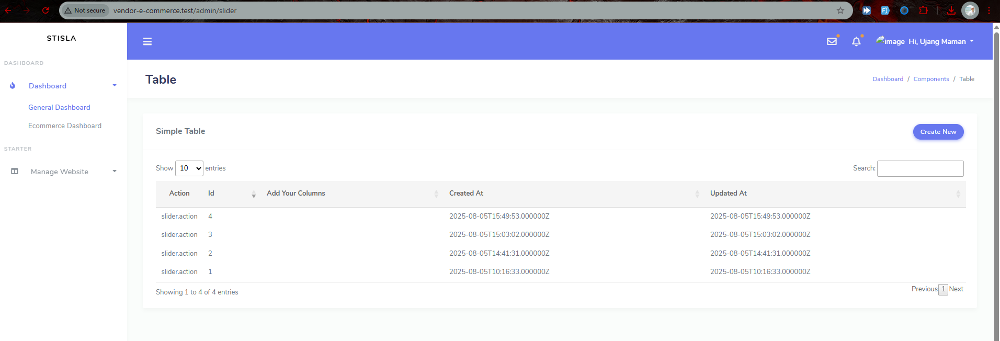 Not secure vendor-e-commerce.test/admin/slider
STISLA
image Hi, Ujang Maman
DASHBOARD
Dashboard
General Dashboard
Ecommerce Dashboard
STARTER
Manage Website
Table
Dashboard / Components / Table
Simple Table
Create New
Show 10 entries
Search:
Action Id Add Your Columns Created At Updated At
slider.action 4 2025-08-05T15:49:53.000000Z 2025-08-05T15:49:53.000000Z
slider.action 3 2025-08-05T15:03:02.000000Z 2025-08-05T15:03:02.000000Z
slider.action 2 2025-08-05T14:41:31.000000Z 2025-08-05T14:41:31.000000Z
slider.action 1 2025-08-05T10:16:33.000000Z 2025-08-05T10:16:33.000000Z
Showing 1 to 4 of 4 entries
Previous 1 Next